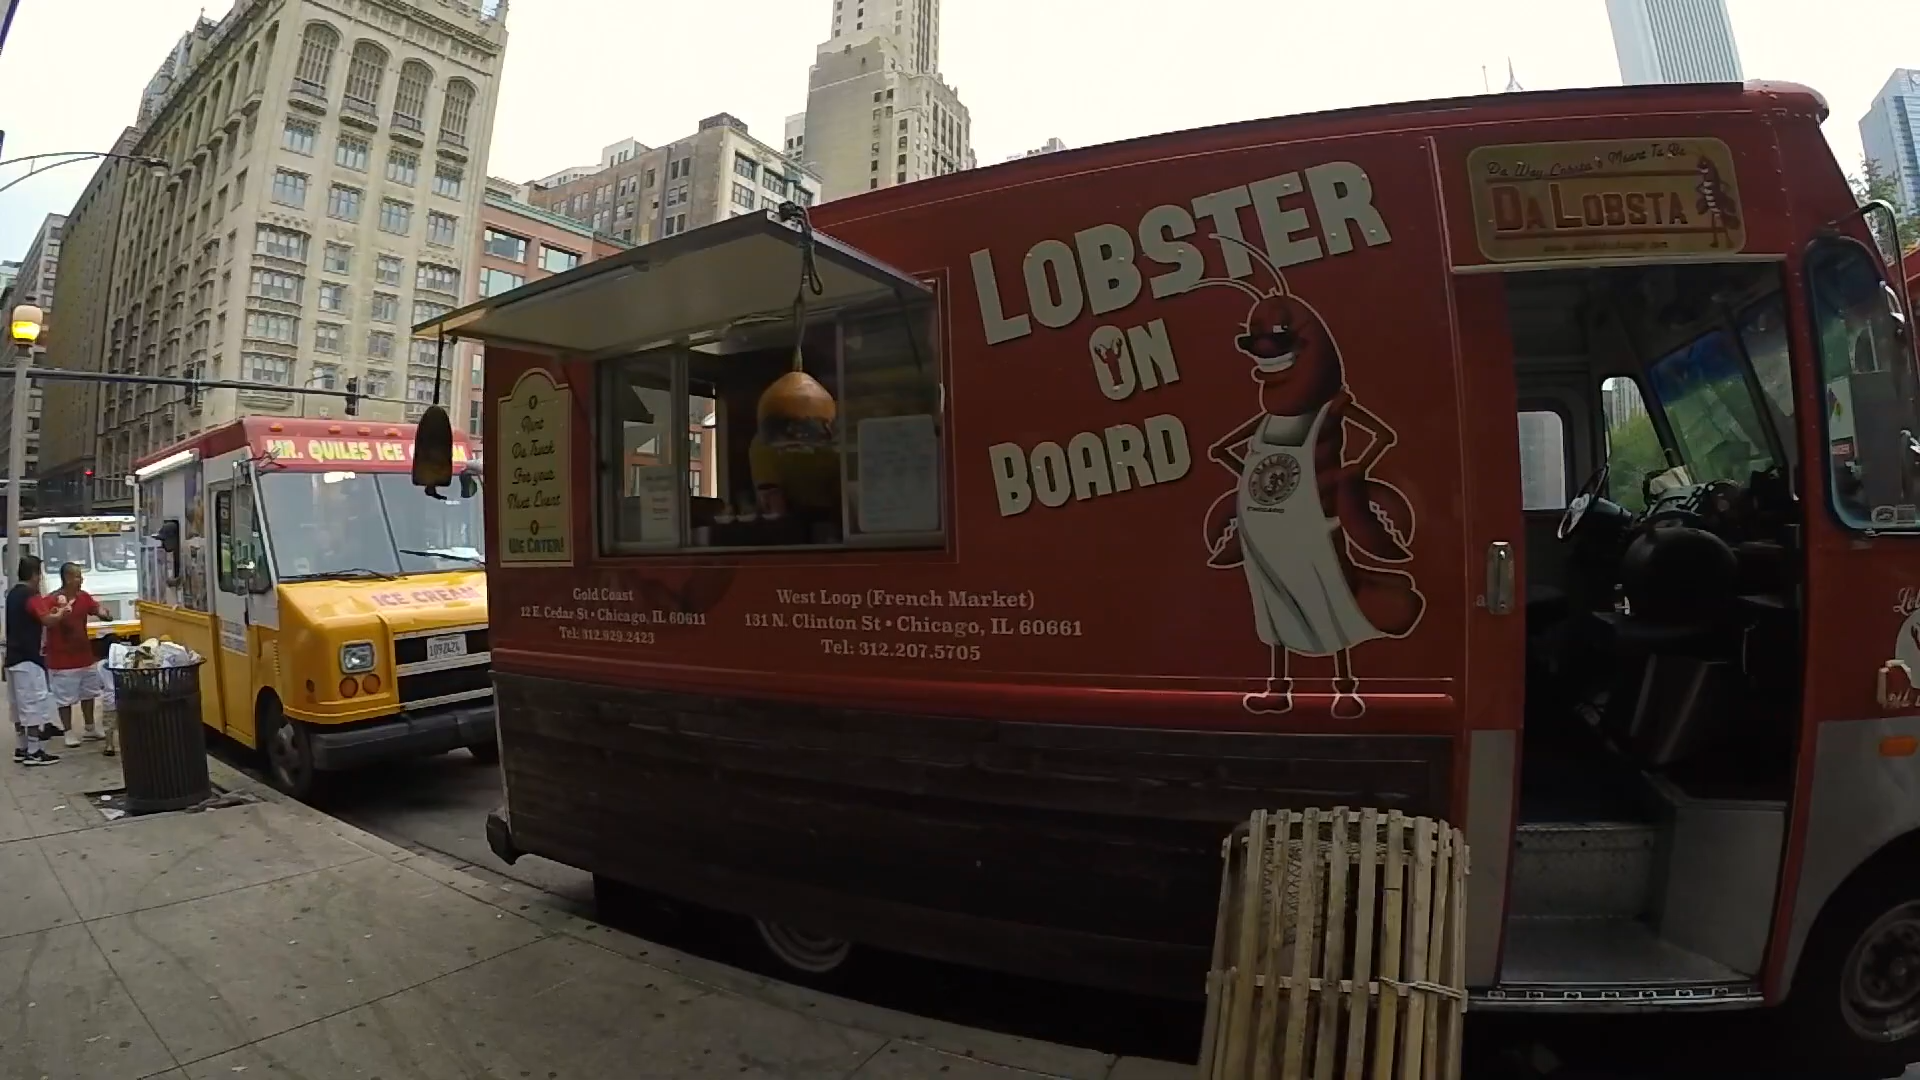 LOBSTER
ON
BOARD
Da Way Lobsta's Meant To Be
DA LOBSTA
Rent
Da Truck
For your
Next Event
WE CATER!
Gold Coast
12 E. Cedar St • Chicago, IL 60611
Tel: 312.929.2423
West Loop (French Market)
131 N. Clinton St • Chicago, IL 60661
Tel: 312.207.5705
CHICAGO
MR. QUILES ICE
ICE CREAM